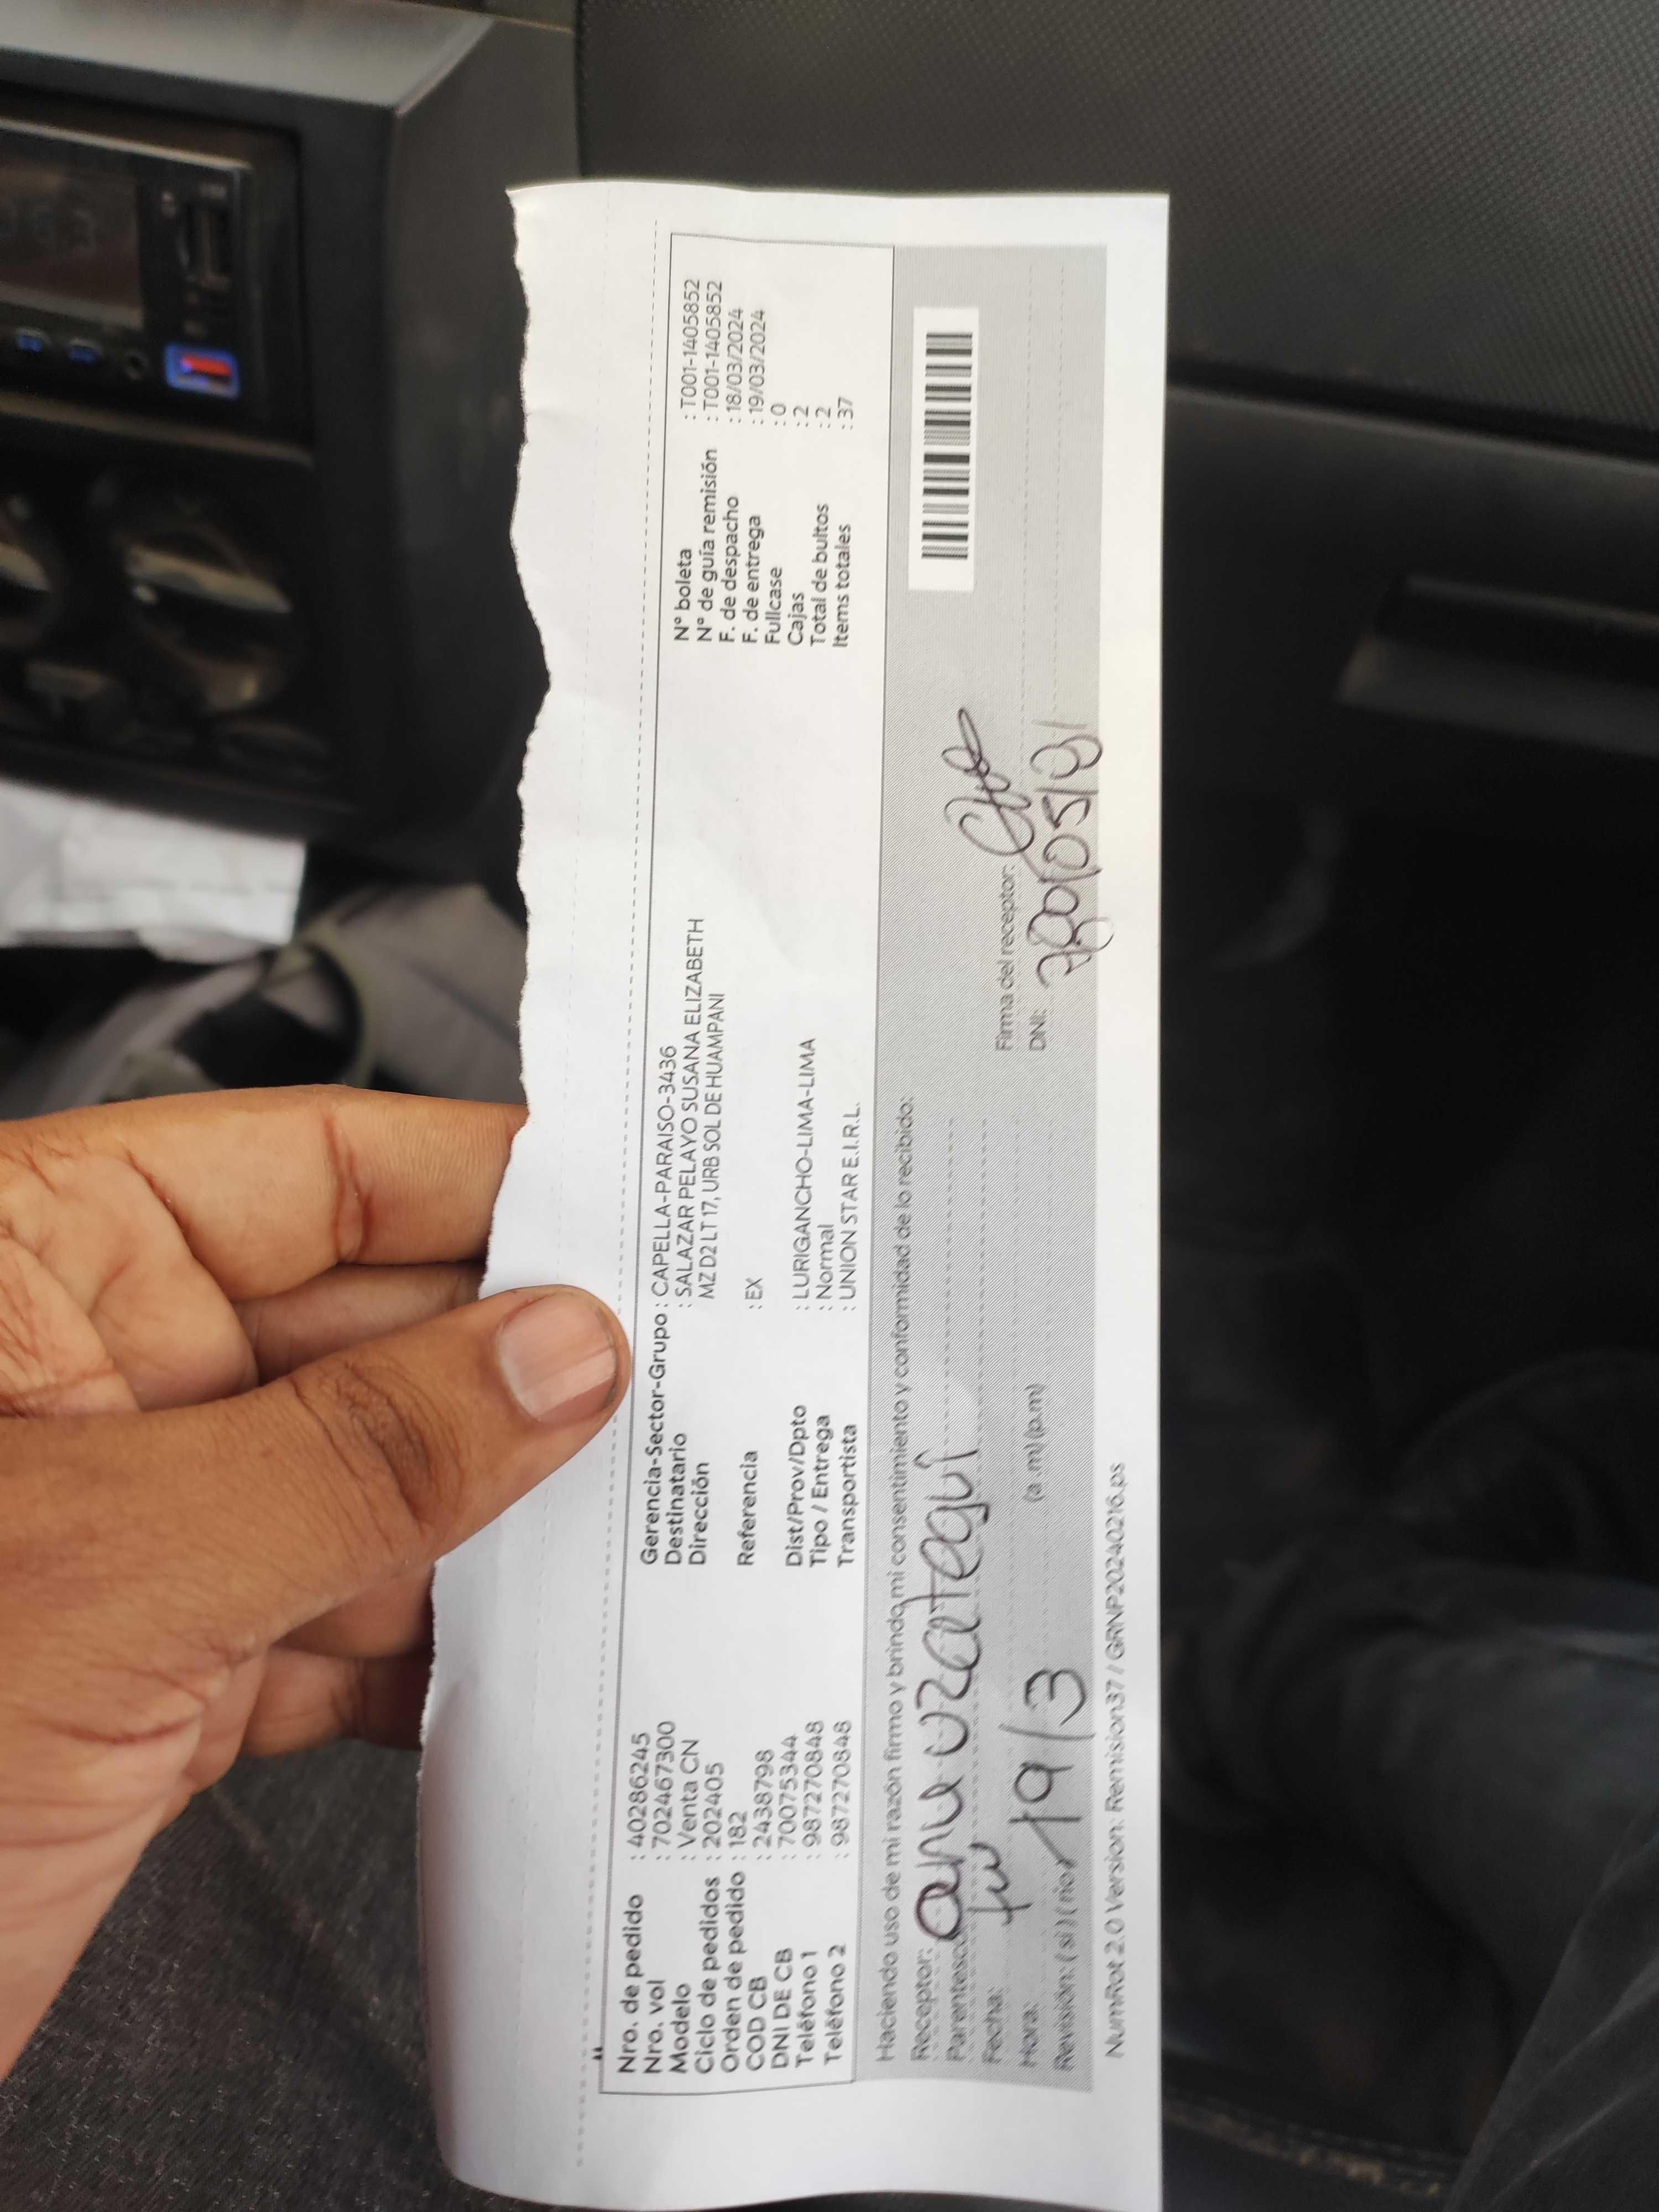 Nro. de pedido : 40286245
Nro. vol : 702467300
Modelo : Venta CN
Ciclo de pedidos : 202405
Orden de pedido : 182
COD CB : 2438798
DNI DE CB : 70075344
Teléfono 1 : 987270848
Teléfono 2 : 987270848
Gerencia-Sector-Grupo : CAPELLA-PARAISO-3436
Destinatario : SALAZAR PELAYO SUSANA ELIZABETH
Dirección MZ D2 LT 17, URB SOL DE HUAMPANI
Referencia : EX
Dist/Prov/Dpto : LURIGANCHO-LIMA-LIMA
Tipo / Entrega : Normal
Transportista : UNION STAR E.I.R.L.
N° boleta : T001-1405852
N° de guía remisión : T001-1405852
F. de despacho : 18/03/2024
F. de entrega : 19/03/2024
Fullcase : 0
Cajas : 2
Total de bultos : 2
Items totales : 37
Haciendo uso de mi razón firmo y brindo mi consentimiento y conformidad de lo recibido:
Receptor: uzategui
Parentesco
Fecha: 19/3
Hora: (a.m) (p.m)
Revisión: (si) (no)
Firma del receptor:
DNI:
NumRot 2.0 Version: Remision37 / GRNP20240216.ps